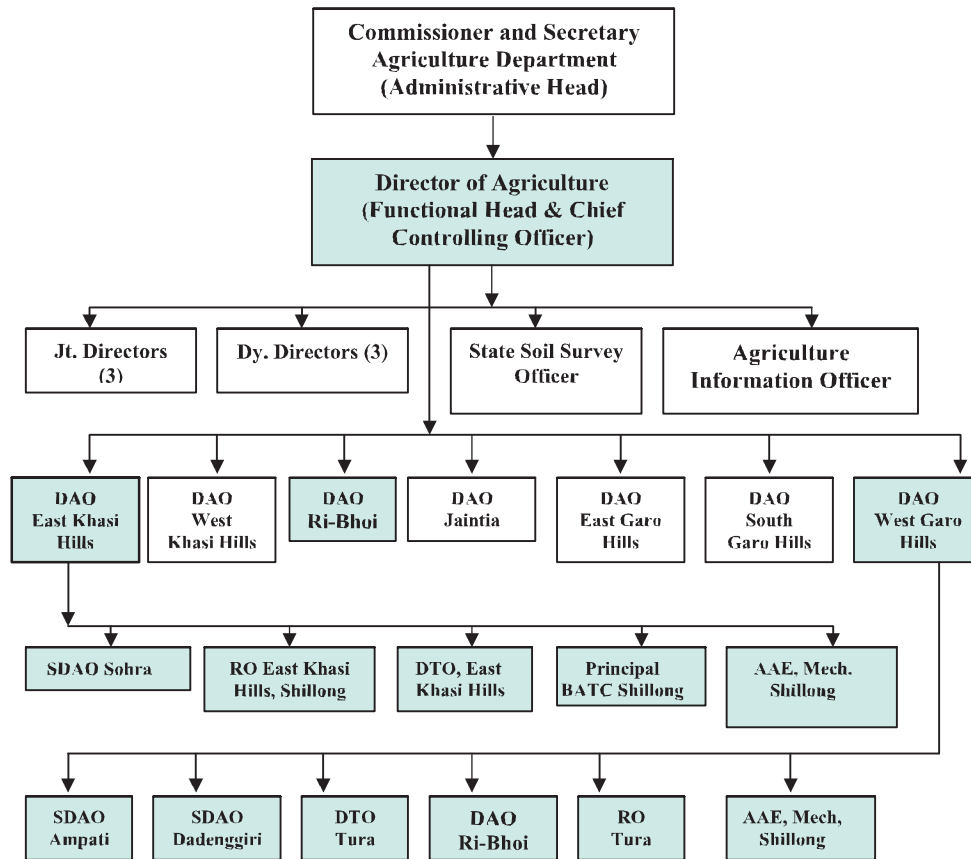 Commissioner and Secretary
Agriculture Department
(Administrative Head)
Director of Agriculture
(Functional Head & Chief
Controlling Officer)
Jt. Directors
(3)
Dy. Directors (3)
State Soil Survey
Officer
Agriculture
Information Officer
DAO
East Khasi
Hills
DAO
West
Khasi Hills
DAO
Ri-Bhoi
DAO
Jaintia
DAO
East Garo
Hills
DAO
South
Garo Hills
DAO
West Garo
Hills
SDAO Sohra
RO East Khasi
Hills, Shillong
DTO, East
Khasi Hills
Principal
BATC Shillong
AAE, Mech.
Shillong
SDAO
Ampati
SDAO
Dadenggiri
DTO
Tura
DAO
Ri-Bhoi
RO
Tura
AAE, Mech,
Shillong